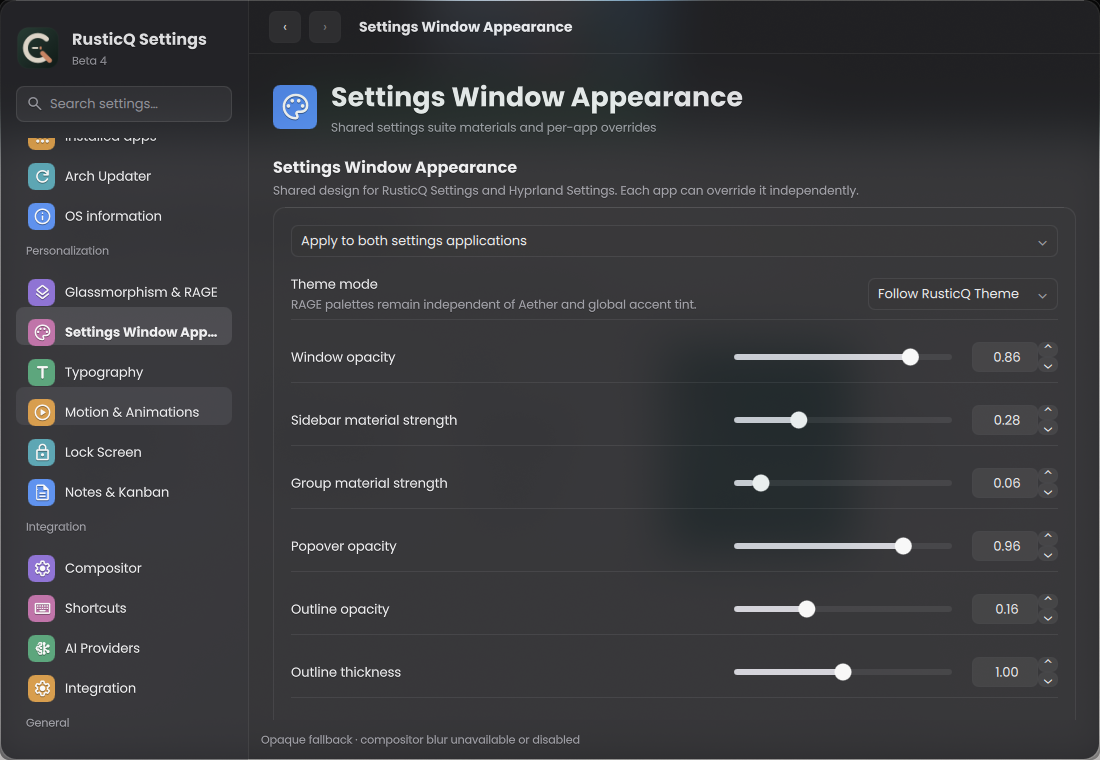 RusticQ Settings
Beta 4
Search settings...
Installed apps
Arch Updater
OS information
Personalization
Glassmorphism & RAGE
Settings Window App...
Typography
Motion & Animations
Lock Screen
Notes & Kanban
Integration
Compositor
Shortcuts
AI Providers
Integration
General
Settings Window Appearance
Settings Window Appearance
Shared settings suite materials and per-app overrides
Settings Window Appearance
Shared design for RusticQ Settings and Hyprland Settings. Each app can override it independently.
Apply to both settings applications
Theme mode
RAGE palettes remain independent of Aether and global accent tint.
Follow RusticQ Theme
Window opacity
0.86
Sidebar material strength
0.28
Group material strength
0.06
Popover opacity
0.96
Outline opacity
0.16
Outline thickness
1.00
Opaque fallback · compositor blur unavailable or disabled